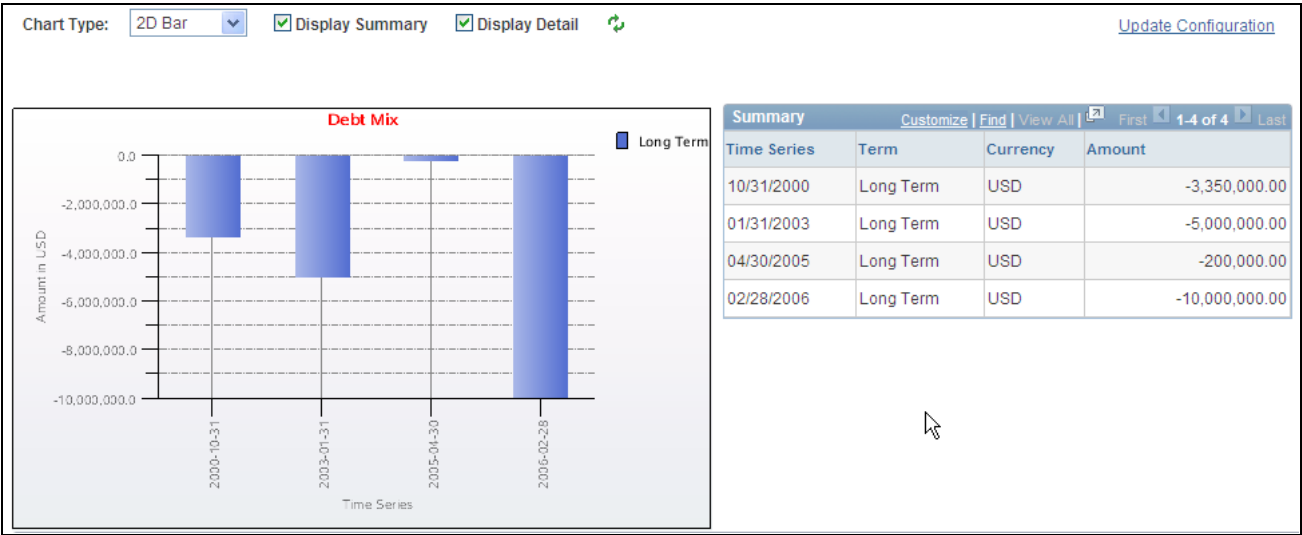 Chart Type: 2D Bar Display Summary Display Detail Update Configuration
Debt Mix
Long Term
0.0
-2,000,000.0
-4,000,000.0
-6,000,000.0
-8,000,000.0
-10,000,000.0
Amount in USD
2000-10-31 2003-01-31 2005-04-30 2006-02-28
Time Series
Summary Customize | Find | View All | First 1-4 of 4 Last
Time Series Term Currency Amount
10/31/2000 Long Term USD -3,350,000.00
01/31/2003 Long Term USD -5,000,000.00
04/30/2005 Long Term USD -200,000.00
02/28/2006 Long Term USD -10,000,000.00